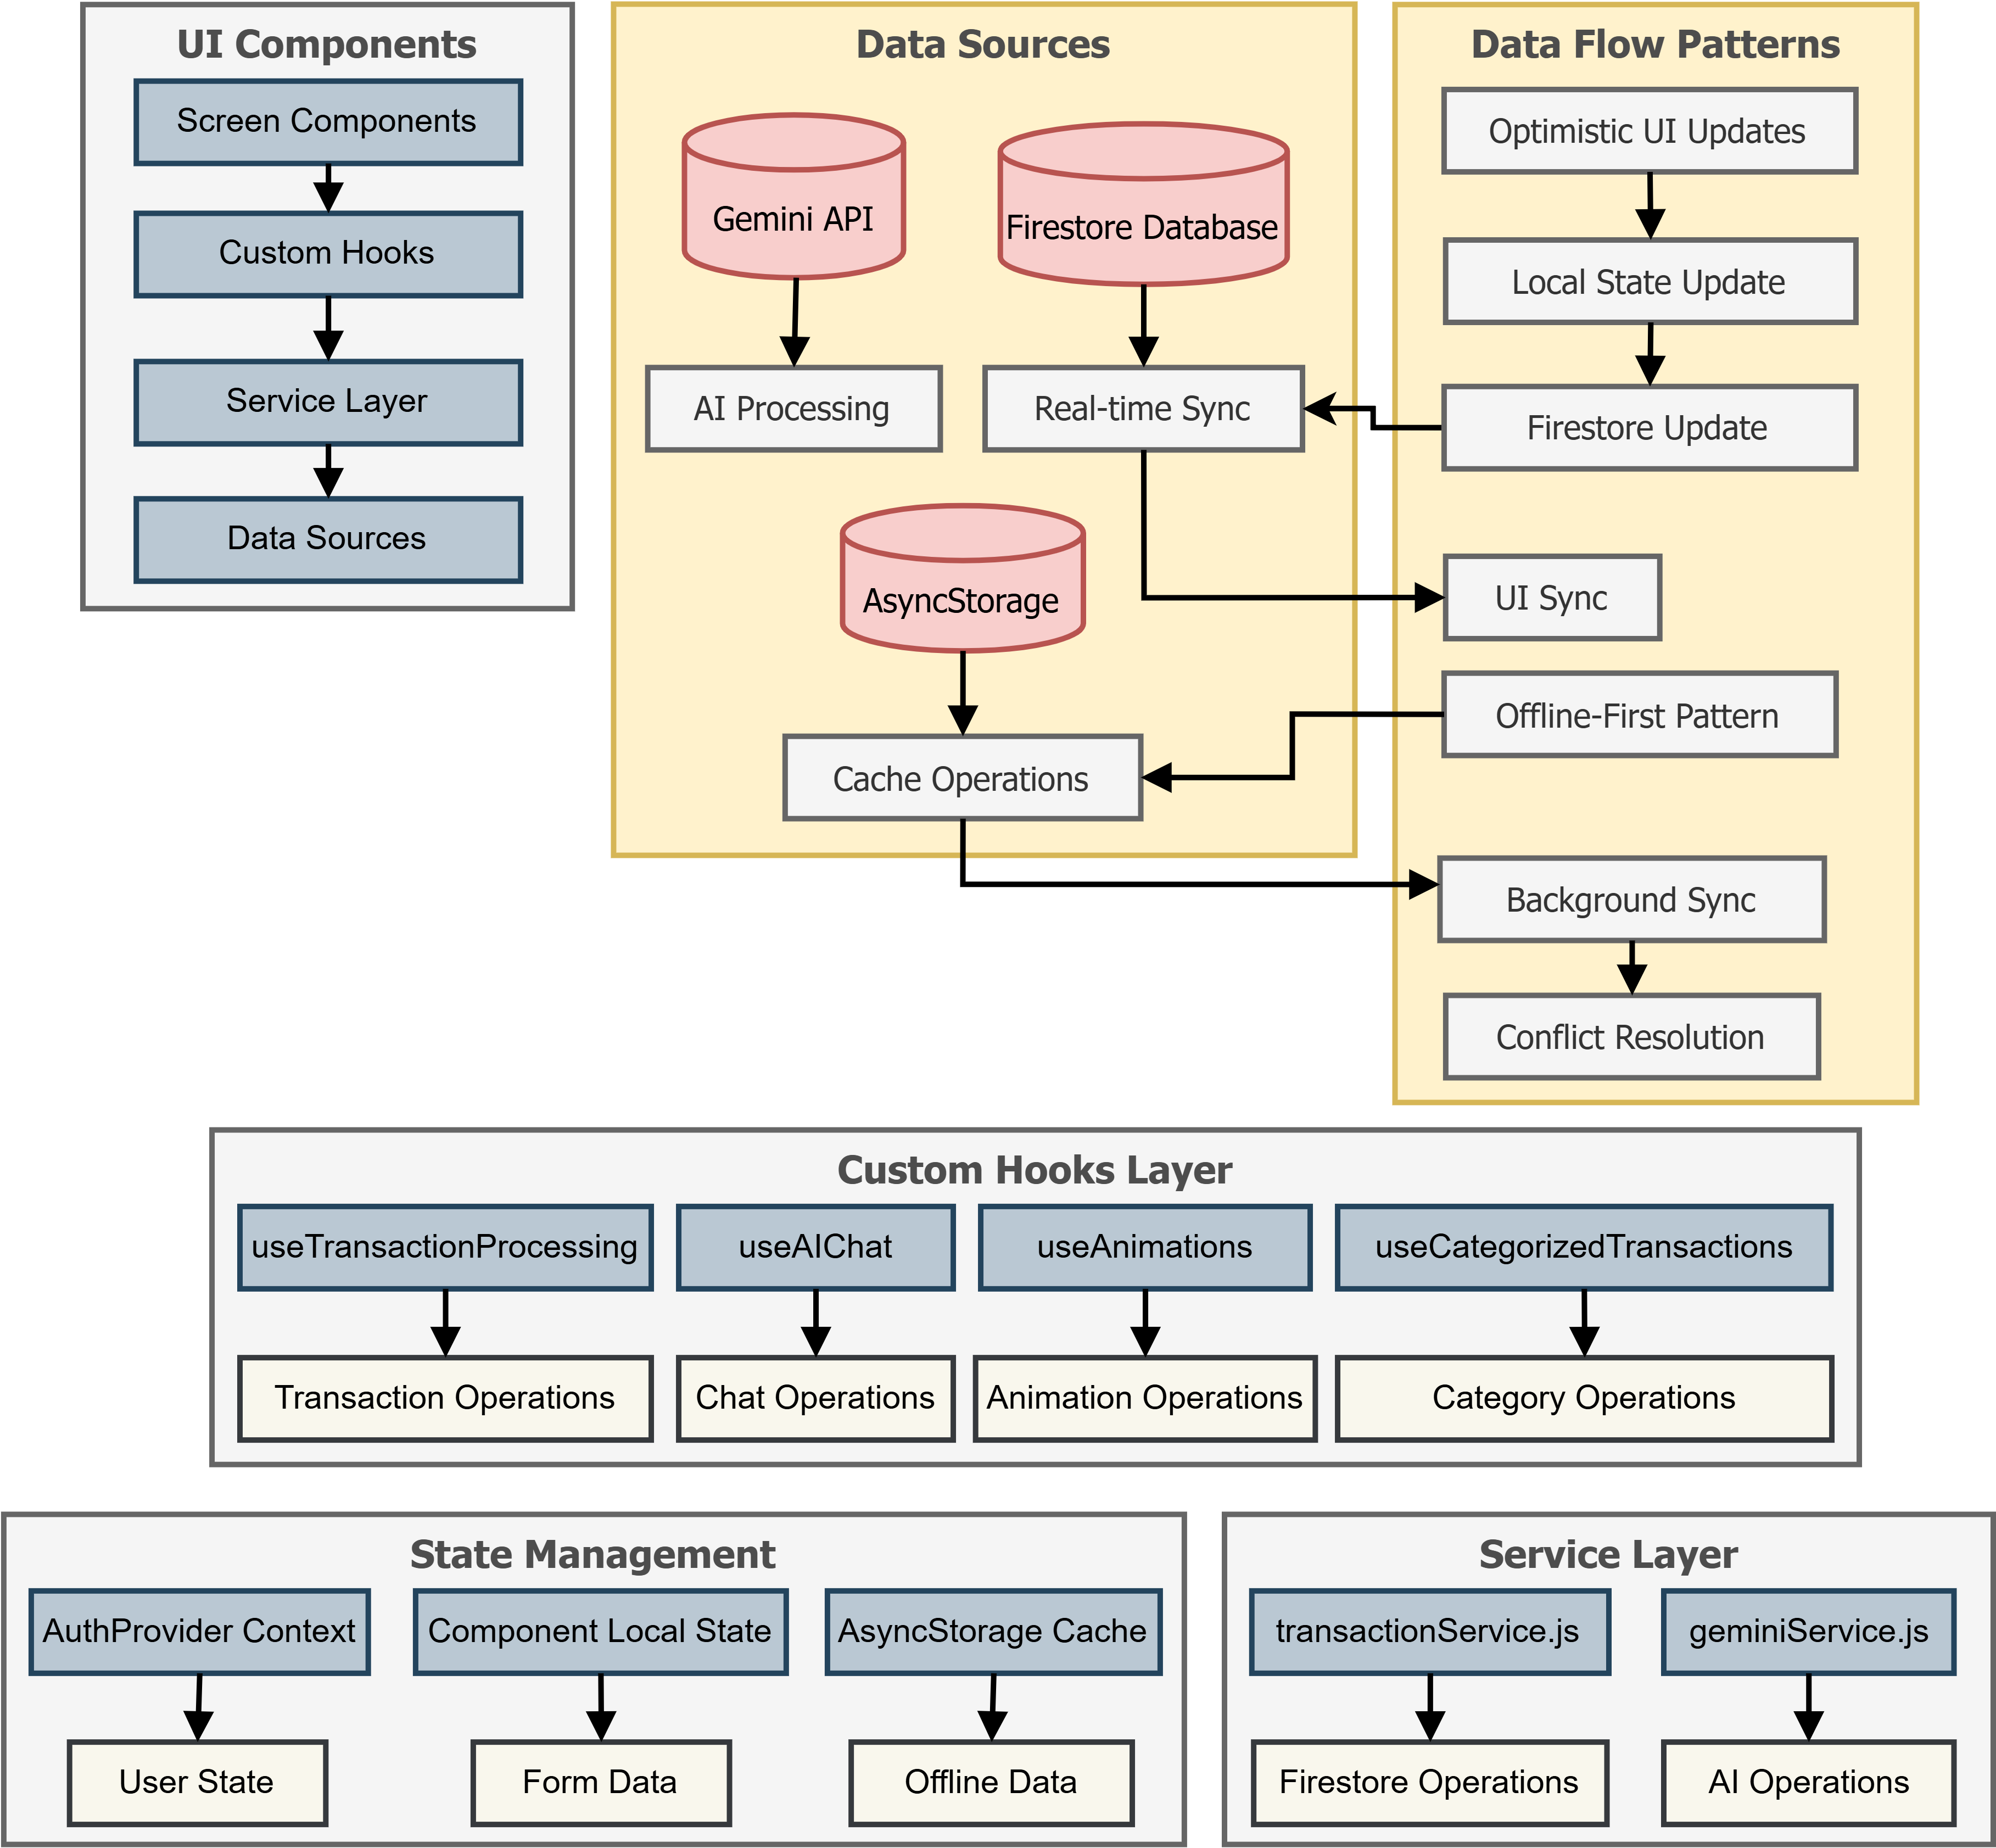 UI Components
Screen Components
Custom Hooks
Service Layer
Data Sources
Data Sources
Gemini API
Firestore Database
AI Processing
Real-time Sync
AsyncStorage
Cache Operations
Data Flow Patterns
Optimistic UI Updates
Local State Update
Firestore Update
UI Sync
Offline-First Pattern
Background Sync
Conflict Resolution
Custom Hooks Layer
useTransactionProcessing
useAIChat
useAnimations
useCategorizedTransactions
Transaction Operations
Chat Operations
Animation Operations
Category Operations
State Management
AuthProvider Context
Component Local State
AsyncStorage Cache
User State
Form Data
Offline Data
Service Layer
transactionService.js
geminiService.js
Firestore Operations
AI Operations